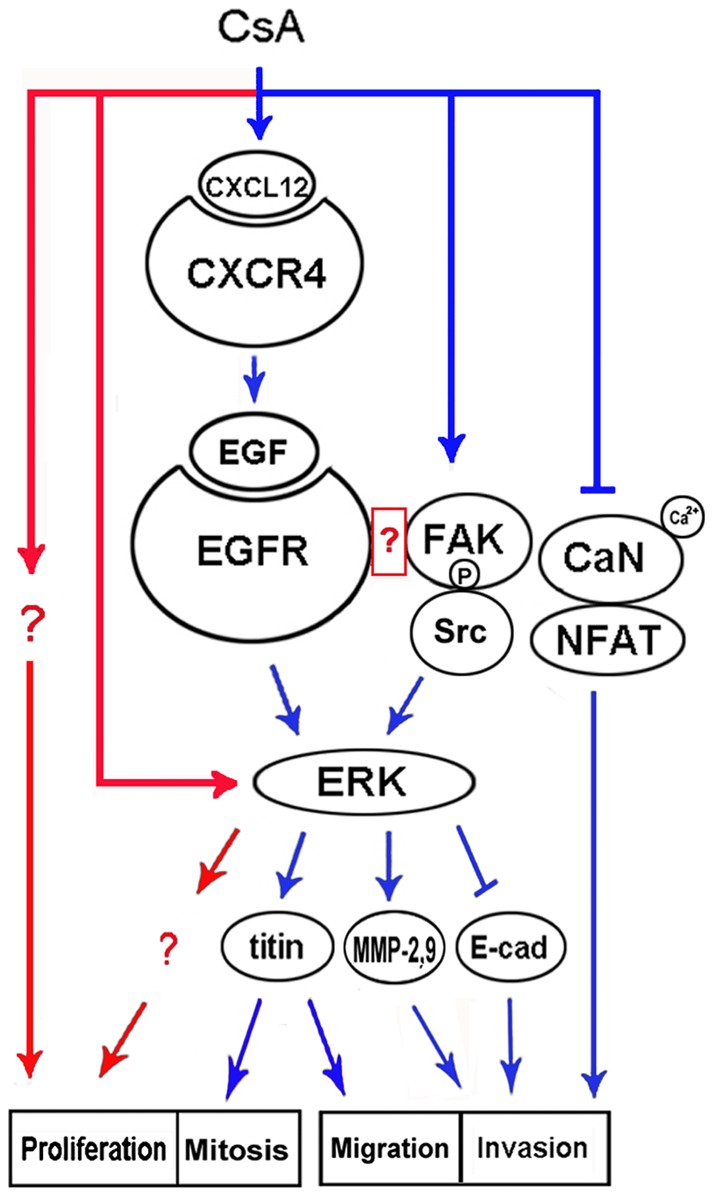 CsA
CXCL12
CXCR4
EGF
EGFR
?
FAK
P
Src
Ca2+
CaN
NFAT
?
ERK
?
titin
MMP-2,9
E-cad
Proliferation
Mitosis
Migration
Invasion